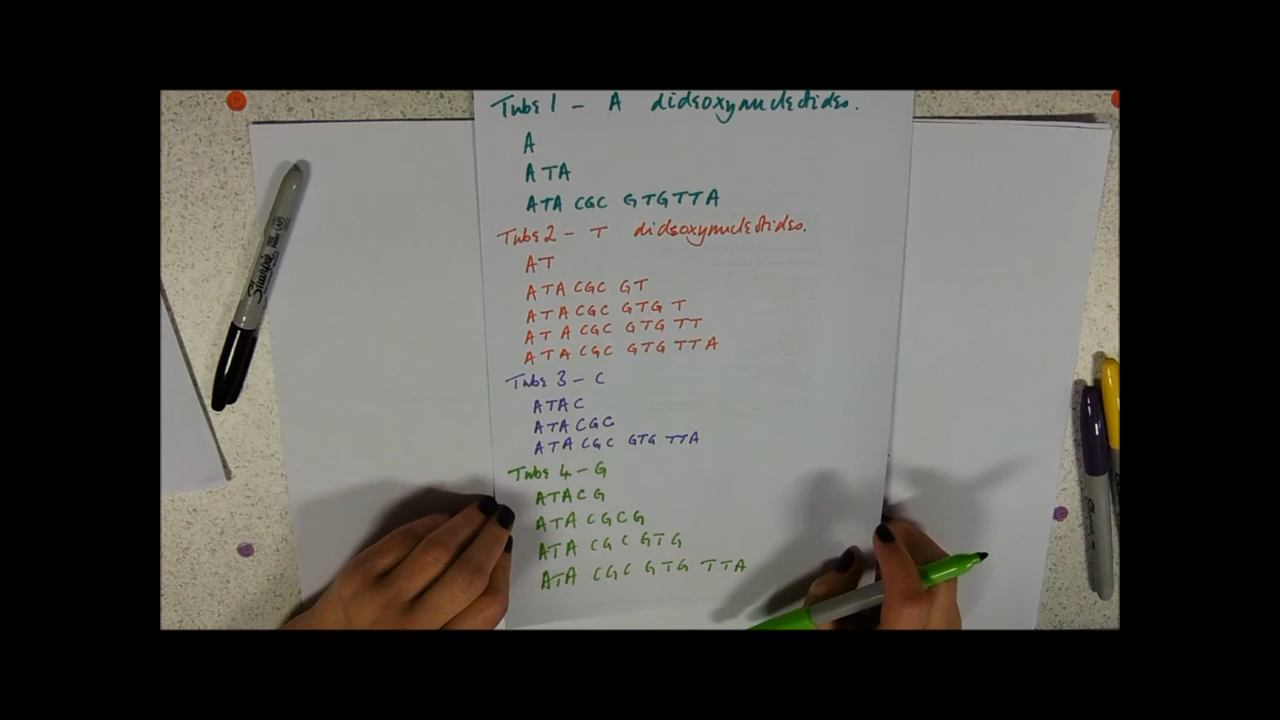 Tube 1 - A dideoxynucleotides.
A
ATA
ATA CGC GTGTTA
Tube 2 - T dideoxynucleotides.
AT
ATA CGC GT
ATA CGC GTG T
ATA CGC GTG TT
ATA CGC GTG TTA
Tube 3 - C
ATAC
ATA CGC
ATA CGC GTG TTA
Tube 4 - G
ATACG
ATA CGCG
ATA CGC GTG
ATA CGC GTG TTA
Sharpie